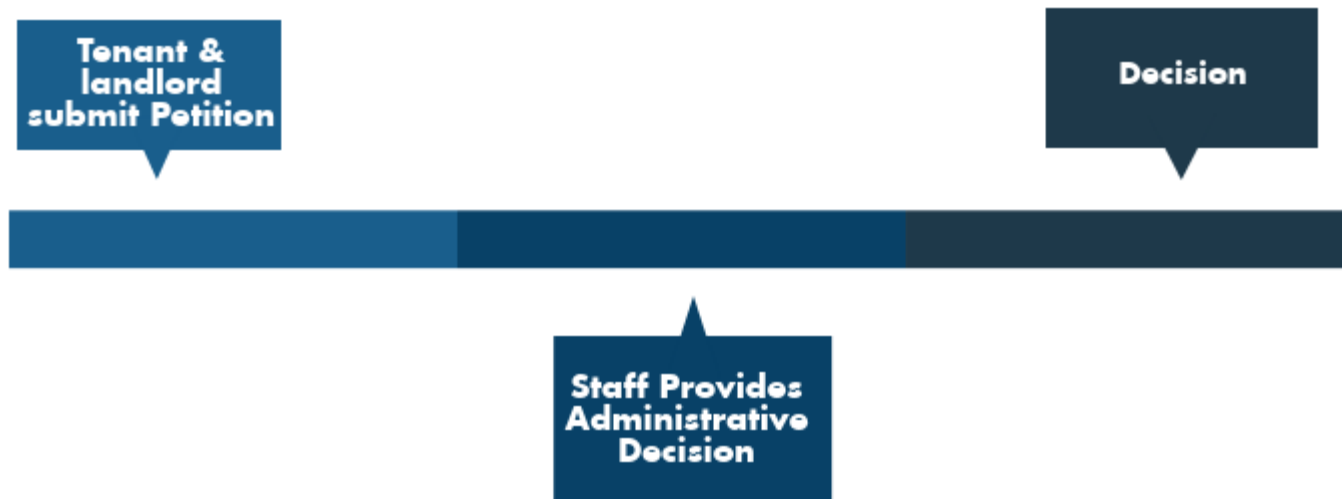 Tenant &
landlord
submit Petition
Decision
Staff Provides
Administrative
Decision